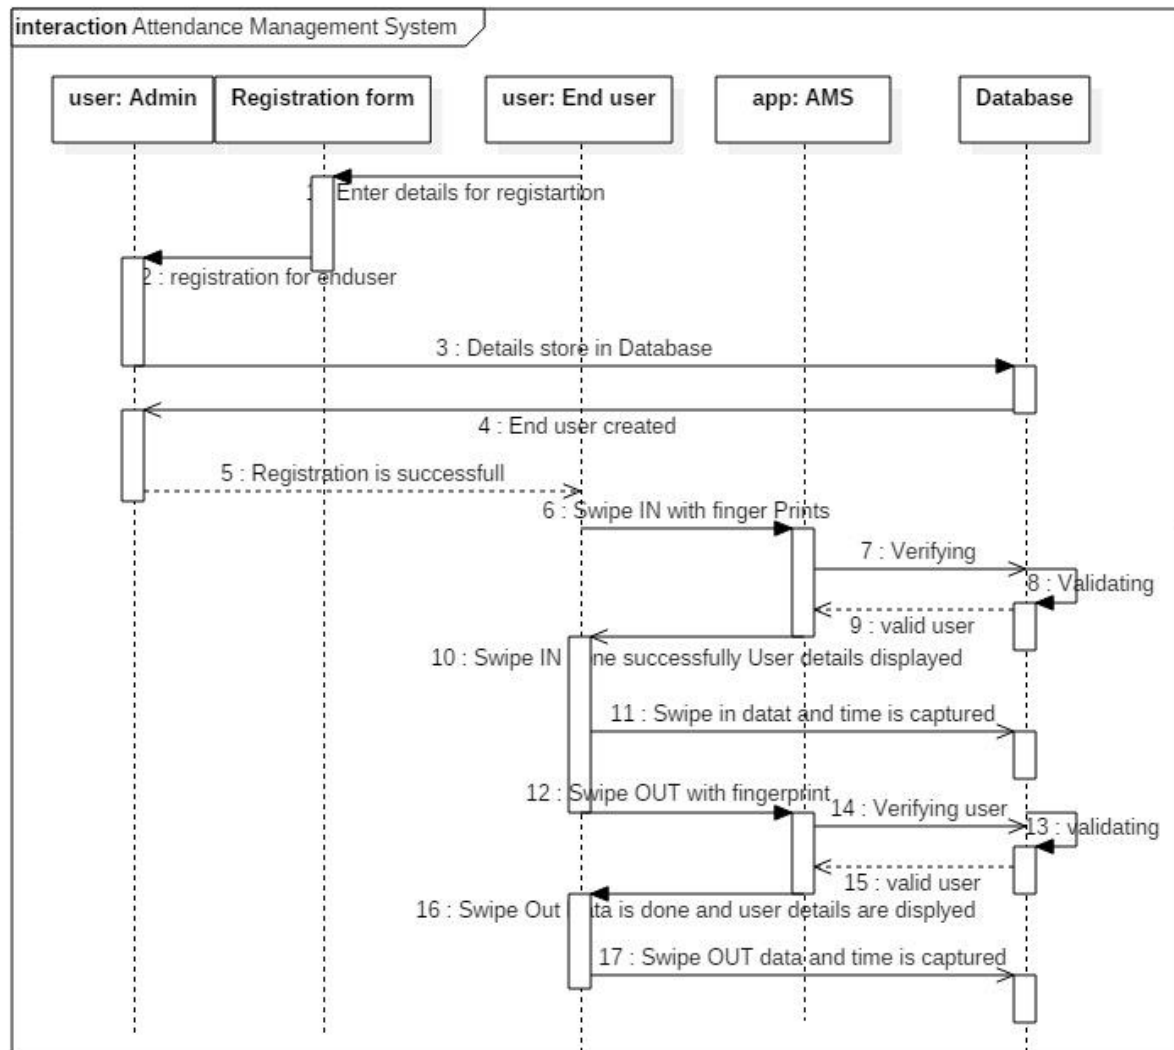 interaction Attendance Management System
user: Admin
Registration form
user: End user
app: AMS
Database
1 : Enter details for registartion
2 : registration for enduser
3 : Details store in Database
4 : End user created
5 : Registration is successfull
6 : Swipe IN with finger Prints
7 : Verifying
8 : Validating
9 : valid user
10 : Swipe IN done successfully User details displayed
11 : Swipe in datat and time is captured
12 : Swipe OUT with fingerprint
14 : Verifying user
13 : validating
15 : valid user
16 : Swipe Out Data is done and user details are displyed
17 : Swipe OUT data and time is captured